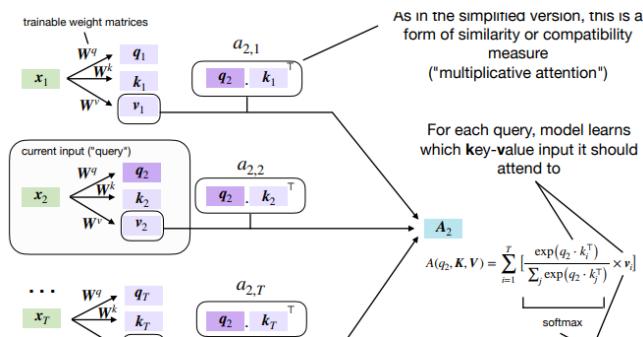 trainable weight matrices
As in the simplified version, this is a
form of similarity or compatibility
measure
("multiplicative attention")
W^q q_1 a_{2,1}
x_1 W^k k_1 q_2 · k_1^⊤
W^v v_1
For each query, model learns
which key-value input it should
attend to
current input ("query")
W^q q_2 a_{2,2}
x_2 W^k k_2 q_2 · k_2^⊤
W^v v_2
A_2
A(q_2, K, V) = \sum_{i=1}^{T} [ \frac{exp(q_2 · k_i^⊤)}{\sum_j exp(q_2 · k_j^⊤)} × v_i ]
softmax
...
W^q q_T a_{2,T}
x_T W^k k_T q_2 · k_T^⊤